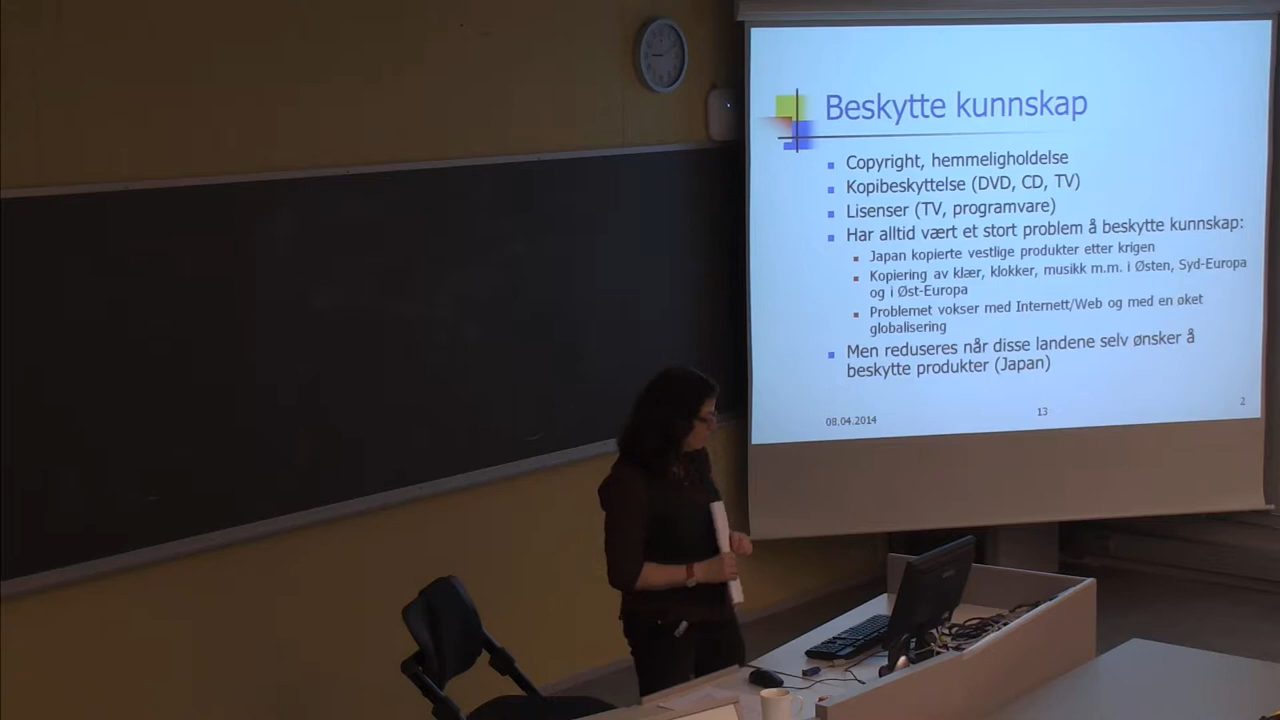 Beskytte kunnskap
Copyright, hemmeligholdelse
Kopibeskyttelse (DVD, CD, TV)
Lisenser (TV, programvare)
Har alltid vært et stort problem å beskytte kunnskap:
Japan kopierte vestlige produkter etter krigen
Kopiering av klær, klokker, musikk m.m. i Østen, Syd-Europa
og i Øst-Europa
Problemet vokser med Internett/Web og med en øket
globalisering
Men reduseres når disse landene selv ønsker å
beskytte produkter (Japan)
08.04.2014
13
2